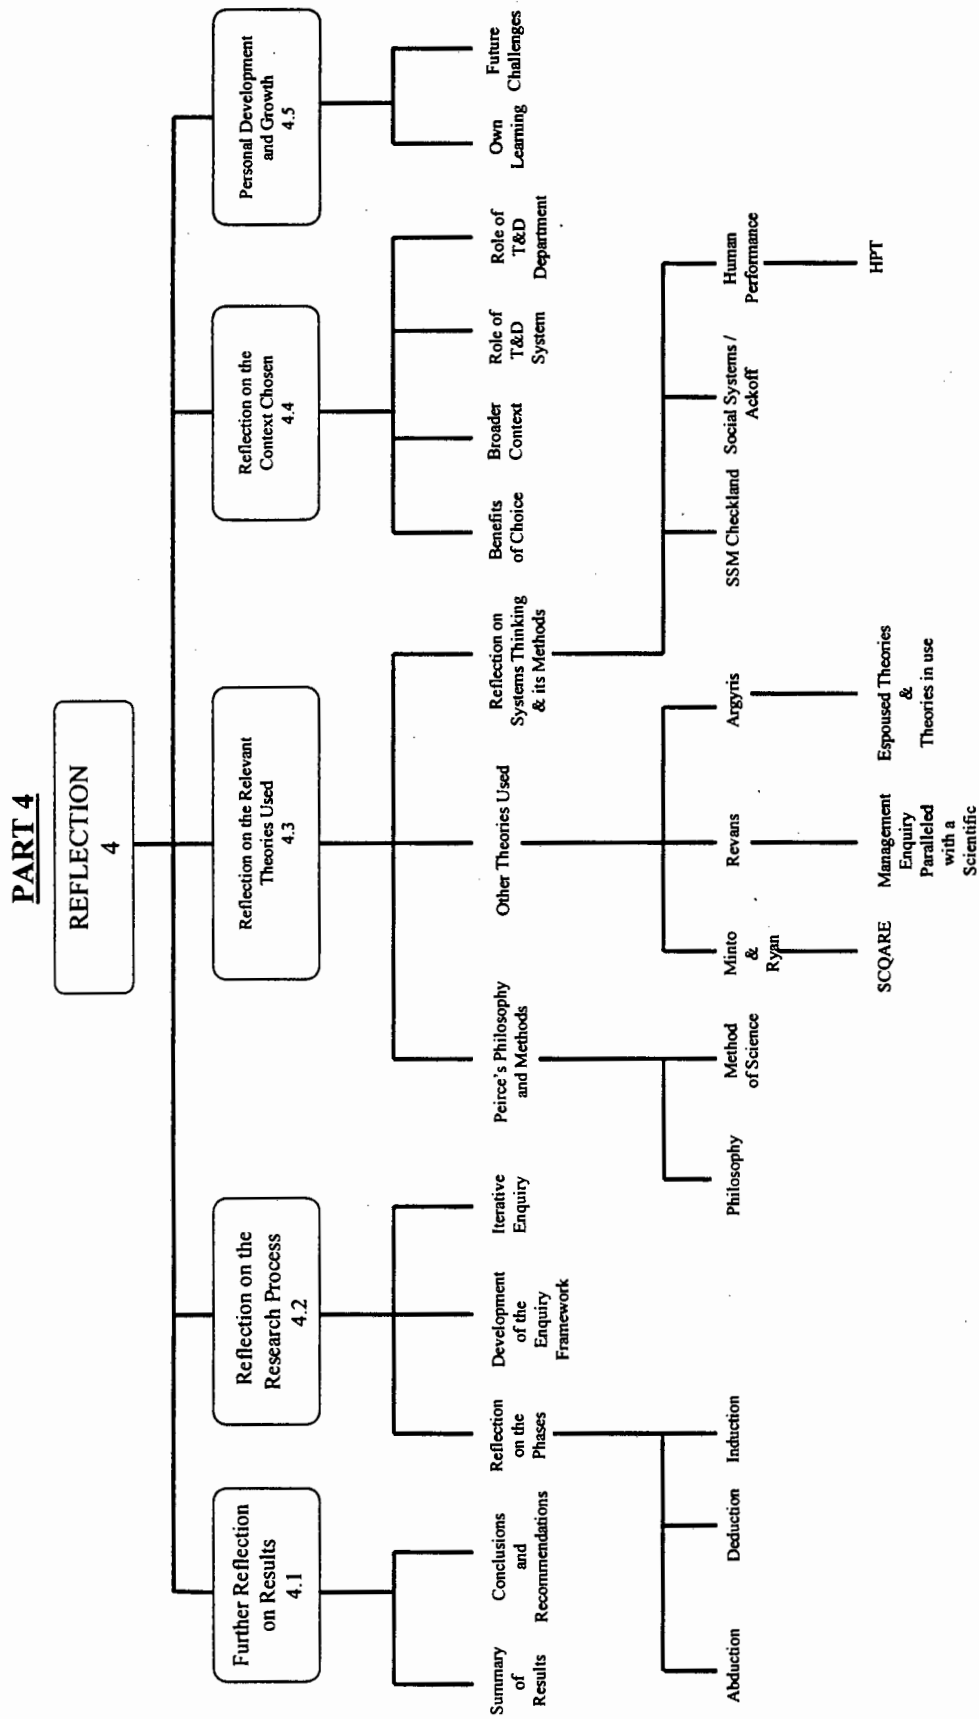 PART 4
REFLECTION
4
Further Reflection
on Results
4.1
Reflection on the
Research Process
4.2
Reflection on the Relevant
Theories Used
4.3
Reflection on the
Context Chosen
4.4
Personal Development
and Growth
4.5
Summary
of
Results
Conclusions
and
Recommendations
Reflection
on the
Phases
Development
of the
Enquiry
Framework
Iterative
Enquiry
Peirce's Philosophy
and Methods
Other Theories Used
Reflection on
Systems Thinking
& its Methods
Benefits
of Choice
Broader
Context
Role of
T&D
System
Role of
T&D
Department
Own
Learning
Future
Challenges
Abduction
Deduction
Induction
Philosophy
Method
of Science
Minto
&
Ryan
Revans
Argyris
SSM Checkland
Social Systems /
Ackoff
Human
Performance
SCQARE
Management
Enquiry
Paralleled
with a
Scientific
Espoused Theories
&
Theories in use
HPT